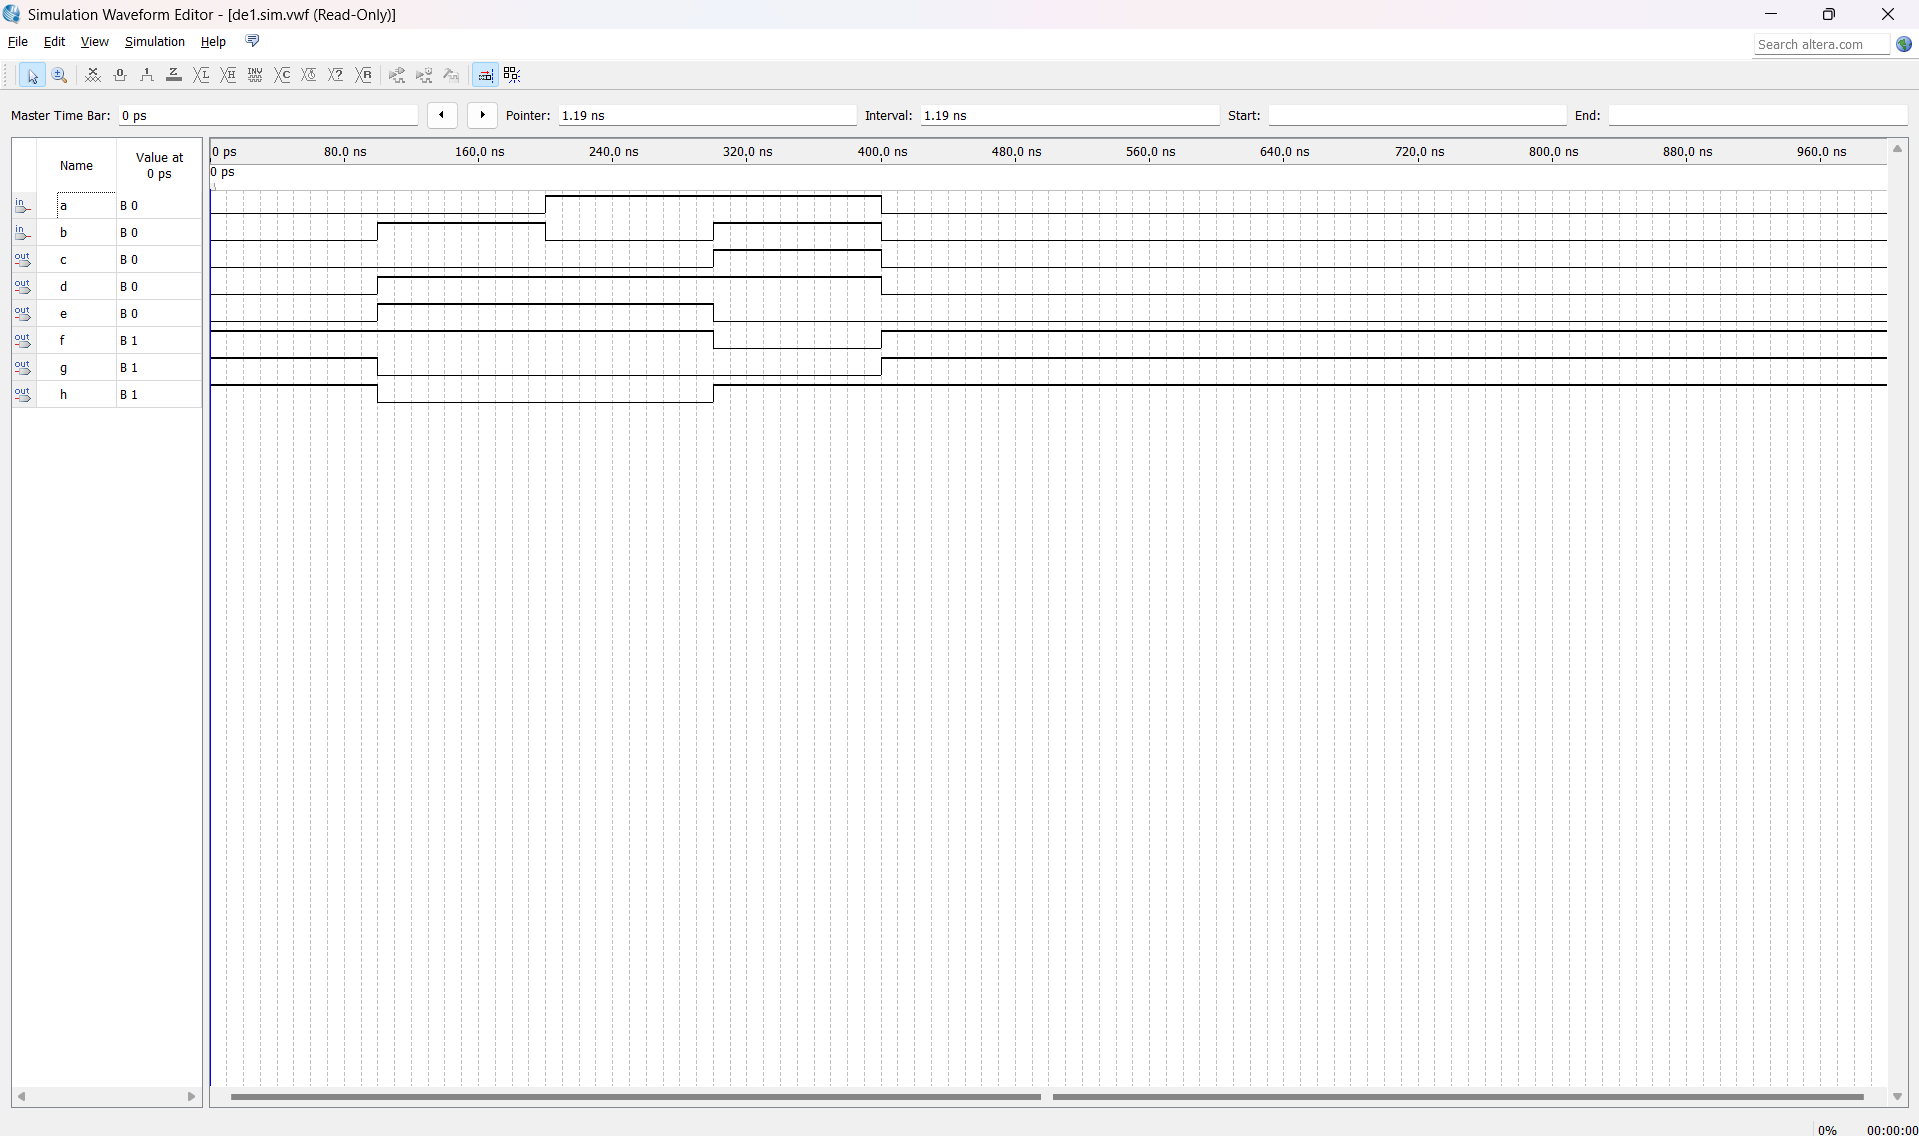 Simulation Waveform Editor - [de1.sim.vwf (Read-Only)]
File Edit View Simulation Help
Search altera.com
Master Time Bar: 0 ps Pointer: 1.19 ns Interval: 1.19 ns Start: End:
Name Value at 0 ps
0 ps 80.0 ns 160.0 ns 240.0 ns 320.0 ns 400.0 ns 480.0 ns 560.0 ns 640.0 ns 720.0 ns 800.0 ns 880.0 ns 960.0 ns
0 ps
in a B 0
in b B 0
out c B 0
out d B 0
out e B 0
out f B 1
out g B 1
out h B 1
0% 00:00:00